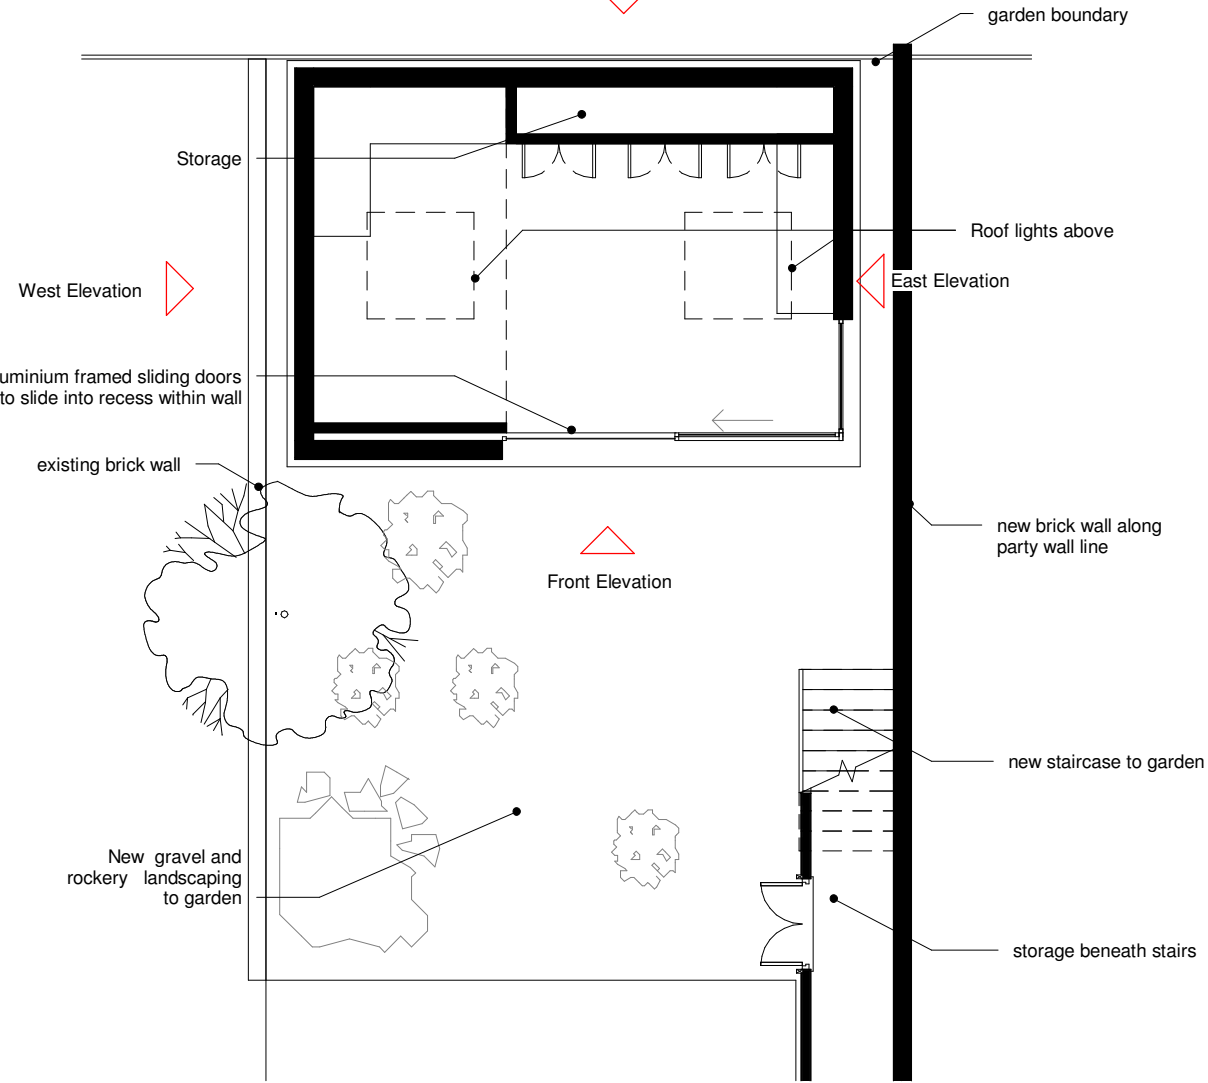 garden boundary
Storage
Roof lights above
West Elevation
East Elevation
framed sliding doors
to slide into recess within wall
existing brick wall
new brick wall along
party wall line
Front Elevation
new staircase to garden
New gravel and
rockery landscaping
to garden
storage beneath stairs